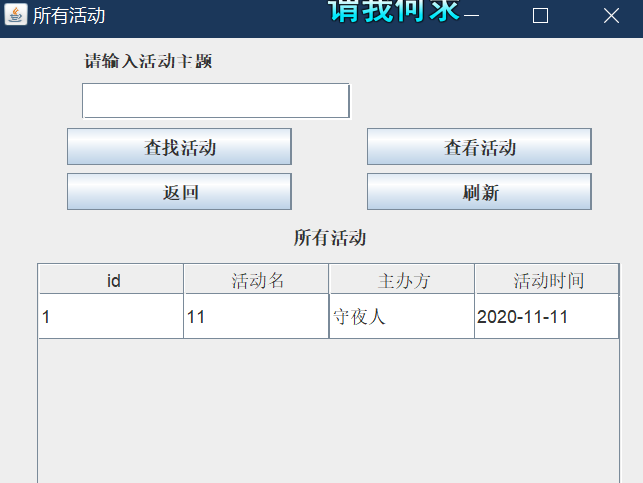 所有活动
谓我何求
请输入活动主题
查找活动 查看活动
返回 刷新
所有活动
id 活动名 主办方 活动时间
1 11 守夜人 2020-11-11